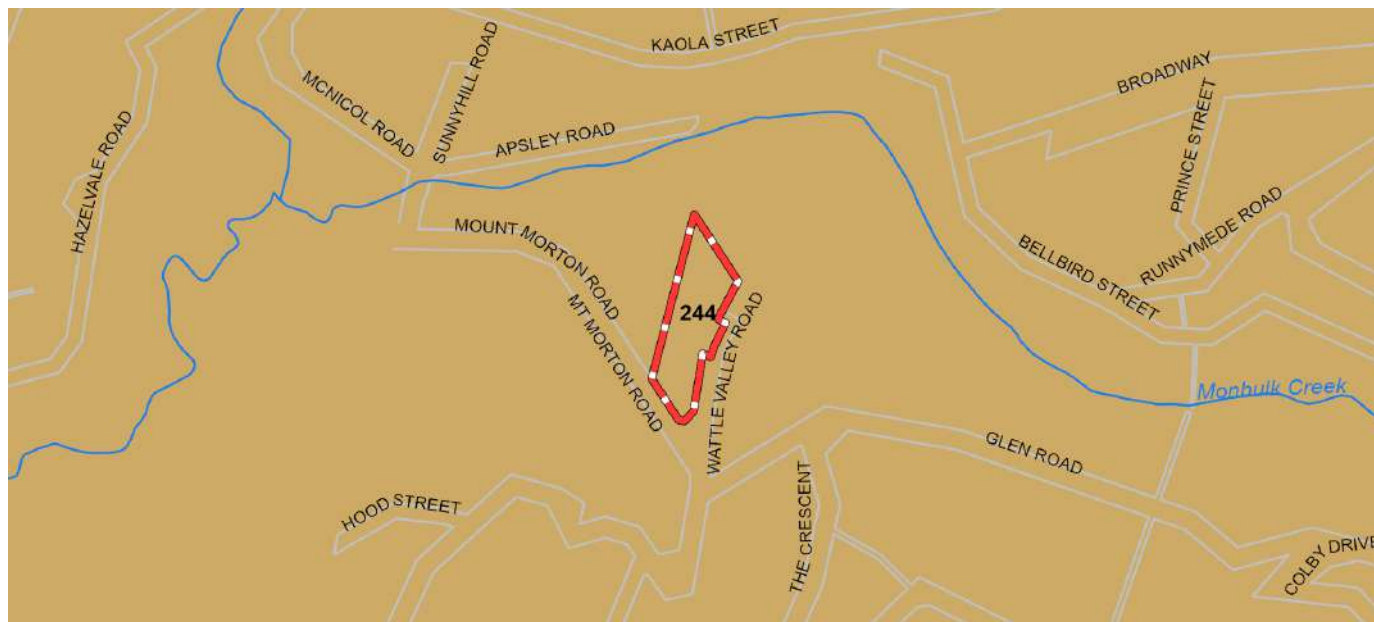 KAOLA STREET
BROADWAY
MCNICOL ROAD
SUNNYHILL ROAD
APSLEY ROAD
PRINCE STREET
HAZELVALE ROAD
MOUNT MORTON ROAD
BELLBIRD STREET
RUNNYMEDE ROAD
244
MT MORTON ROAD
WATTLE VALLEY ROAD
Monbulk Creek
GLEN ROAD
HOOD STREET
THE CRESCENT
COLBY DRIVE